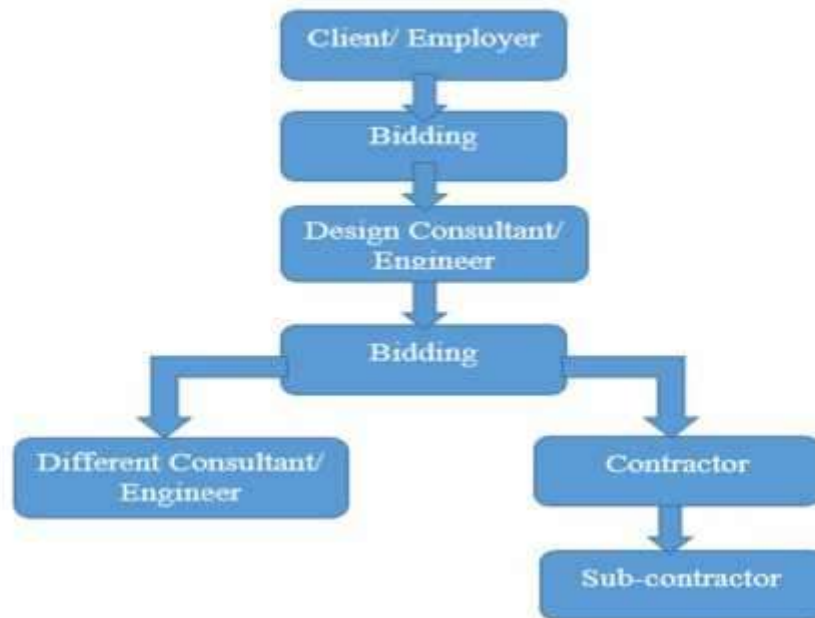 Client/ Employer
Bidding
Design Consultant/
Engineer
Bidding
Different Consultant/
Engineer
Contractor
Sub-contractor